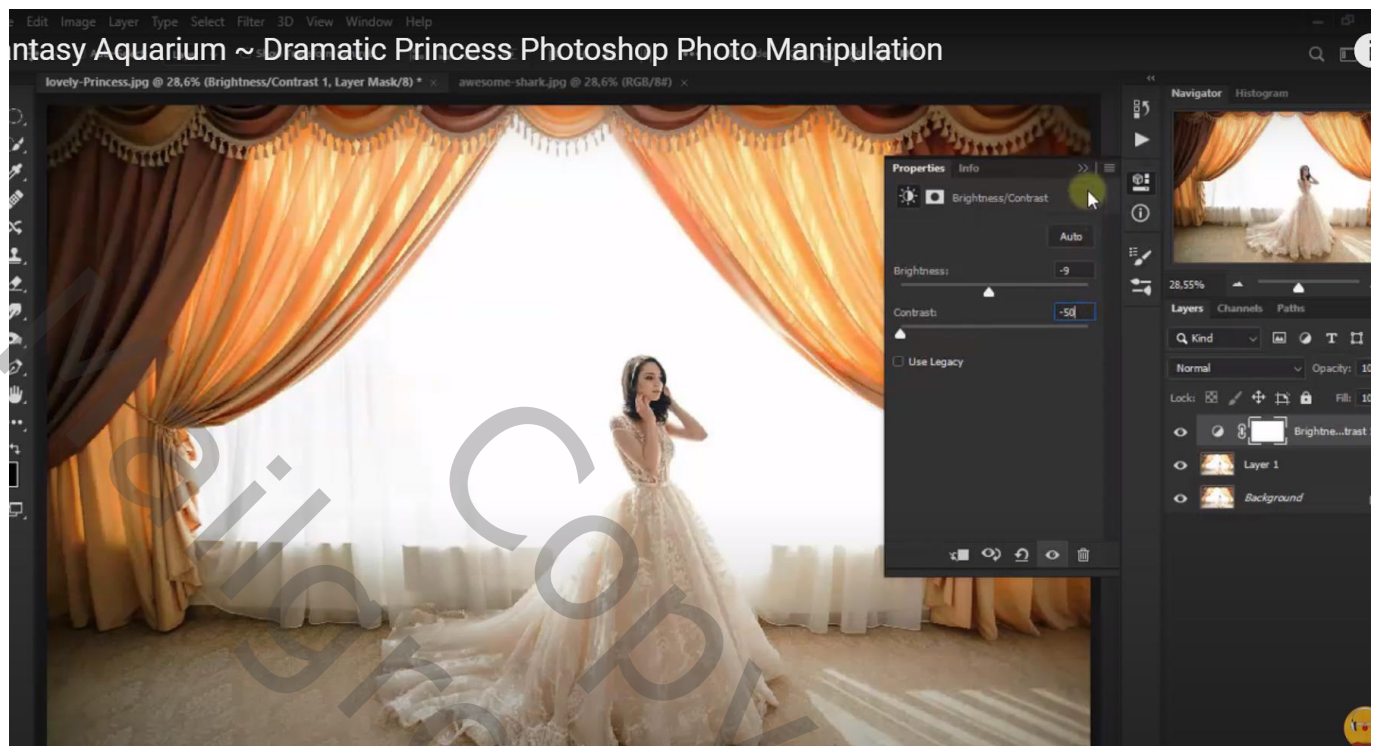 Edit Image Layer Type Select Filter 3D View Window Help
ntasy Aquarium ~ Dramatic Princess Photoshop Photo Manipulation
lovely-Princess.jpg @ 28,6% (Brightness/Contrast 1, Layer Mask/8) * × awesome-shark.jpg @ 28,6% (RGB/8#) ×
Navigator Histogram
Properties Info
Brightness/Contrast
Auto
Brightness: -9
28,55%
Contrast: -50
Layers Channels Paths
Kind
Use Legacy
Normal Opacity: 10
Lock: Fill: 10
Brightne...trast
Layer 1
Background
Copy